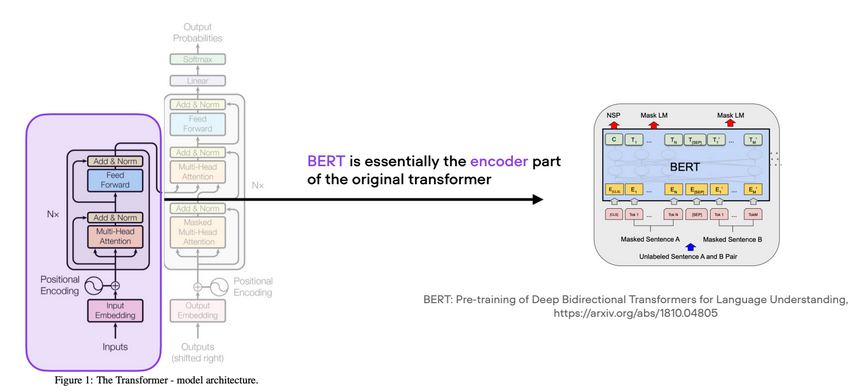 Output
Probabilities
Softmax
Linear
Add & Norm
Feed
Forward
Add & Norm
Multi-Head
Attention
Add & Norm
Masked
Multi-Head
Attention
Nx
Positional
Encoding
Output
Embedding
Outputs
(shifted right)
Add & Norm
Feed
Forward
Nx
Add & Norm
Multi-Head
Attention
Positional
Encoding
Input
Embedding
Inputs
Figure 1: The Transformer - model architecture.
BERT is essentially the encoder part
of the original transformer
NSP Mask LM Mask LM
C T1 ... TN T[SEP] T1' ... TM'
BERT
E[CLS] E1 ... EN E[SEP] E1' ... EM'
[CLS] Tok 1 ... Tok N [SEP] Tok 1 ... TokM
Masked Sentence A Masked Sentence B
Unlabeled Sentence A and B Pair
BERT: Pre-training of Deep Bidirectional Transformers for Language Understanding,
https://arxiv.org/abs/1810.04805